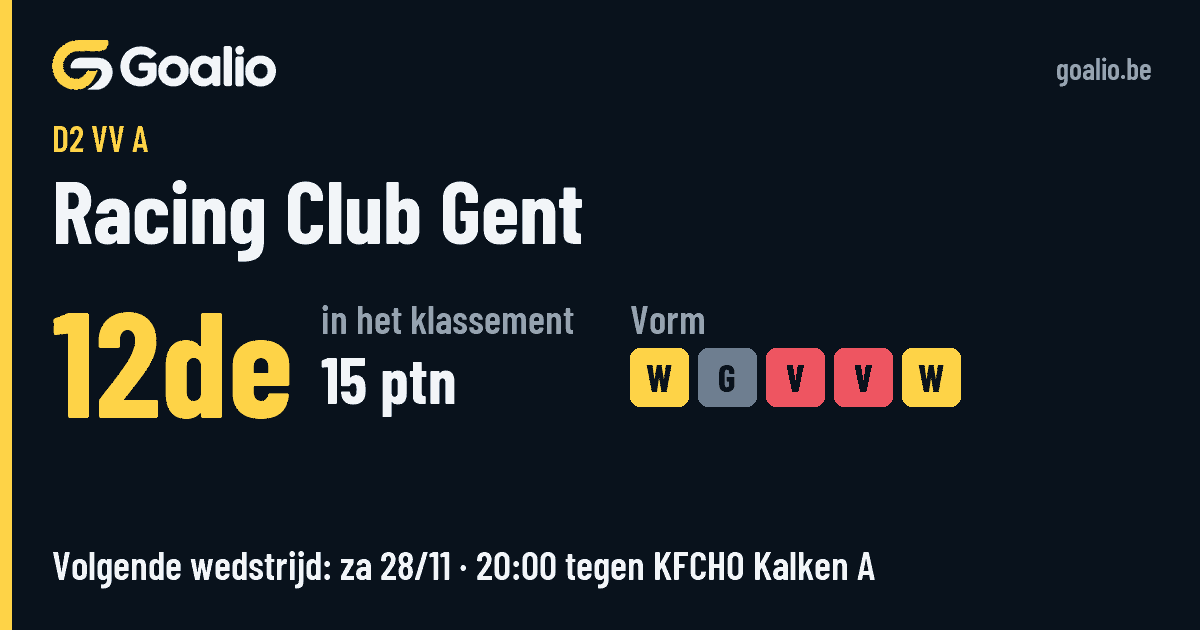 Goalio
goalio.be
D2 VV A
Racing Club Gent
12de
in het klassement
15 ptn
Vorm
W G V V W
Volgende wedstrijd: za 28/11 · 20:00 tegen KFCHO Kalken A